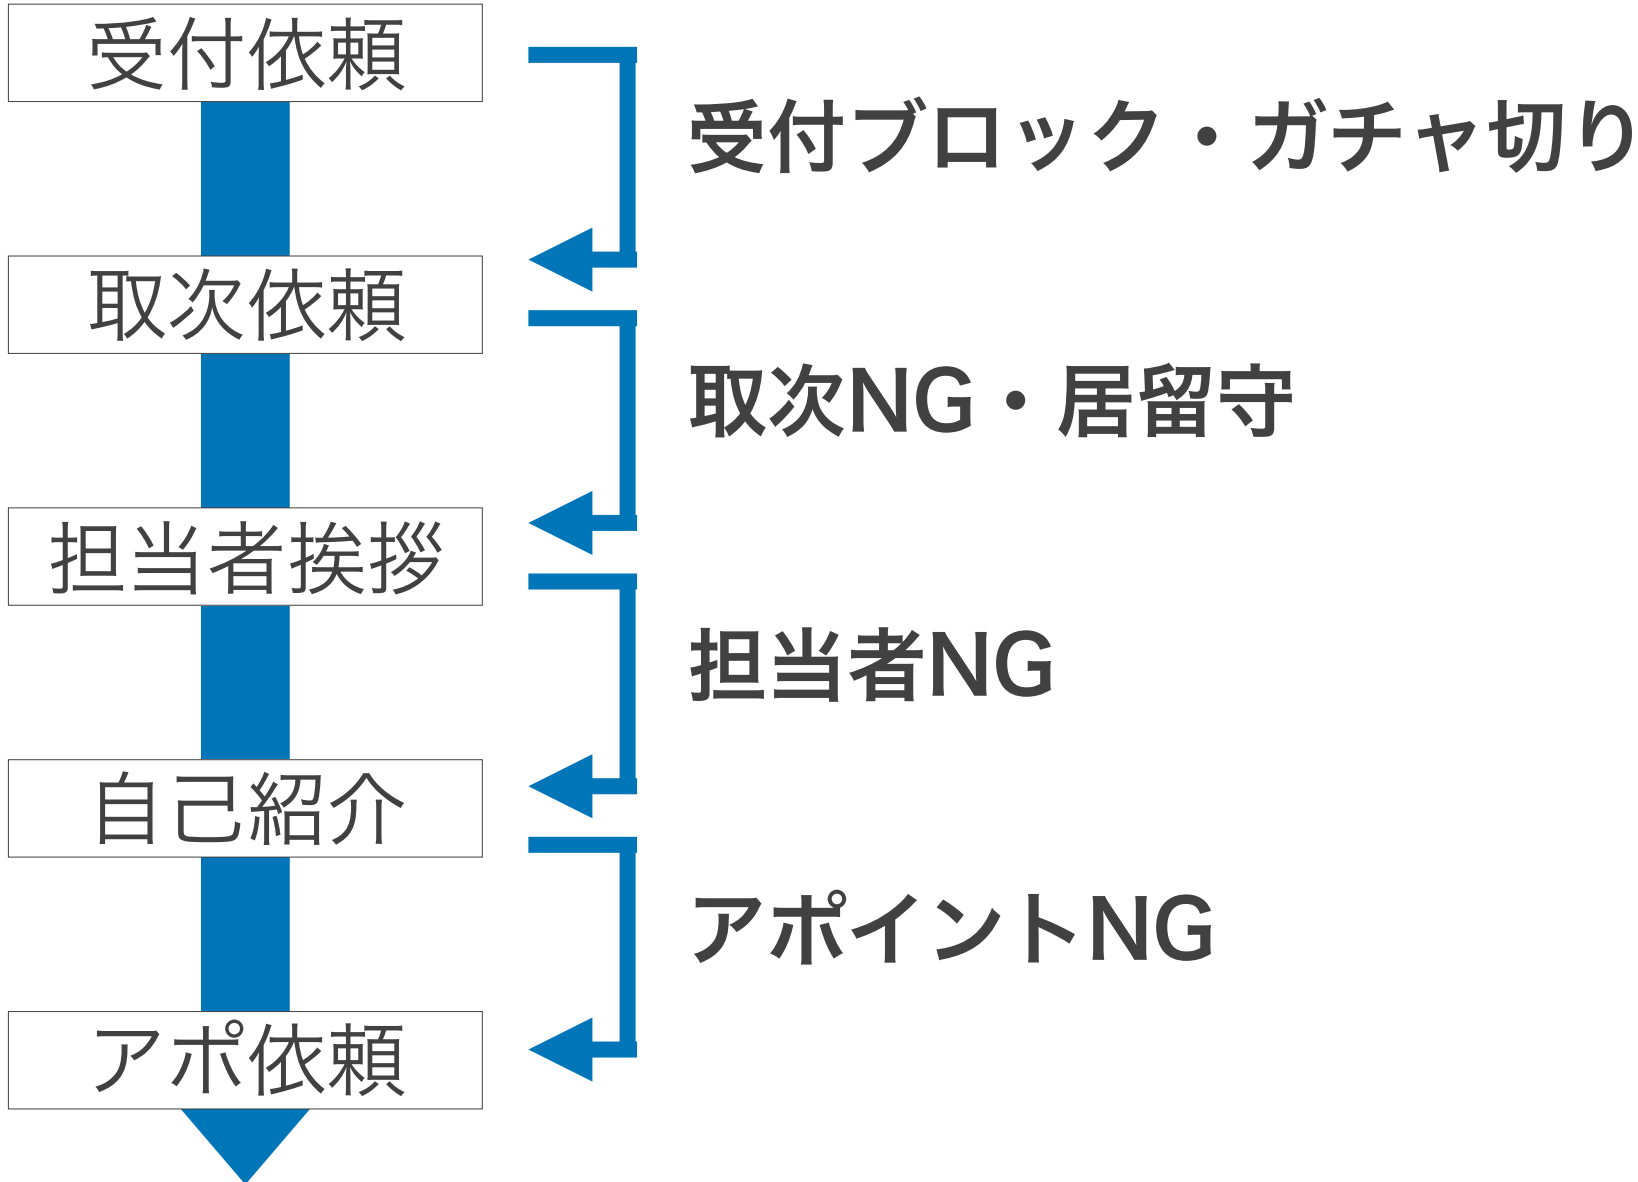 受付依頼
受付ブロック・ガチャ切り
取次依頼
取次NG・居留守
担当者挨拶
担当者NG
自己紹介
アポイントNG
アポ依頼